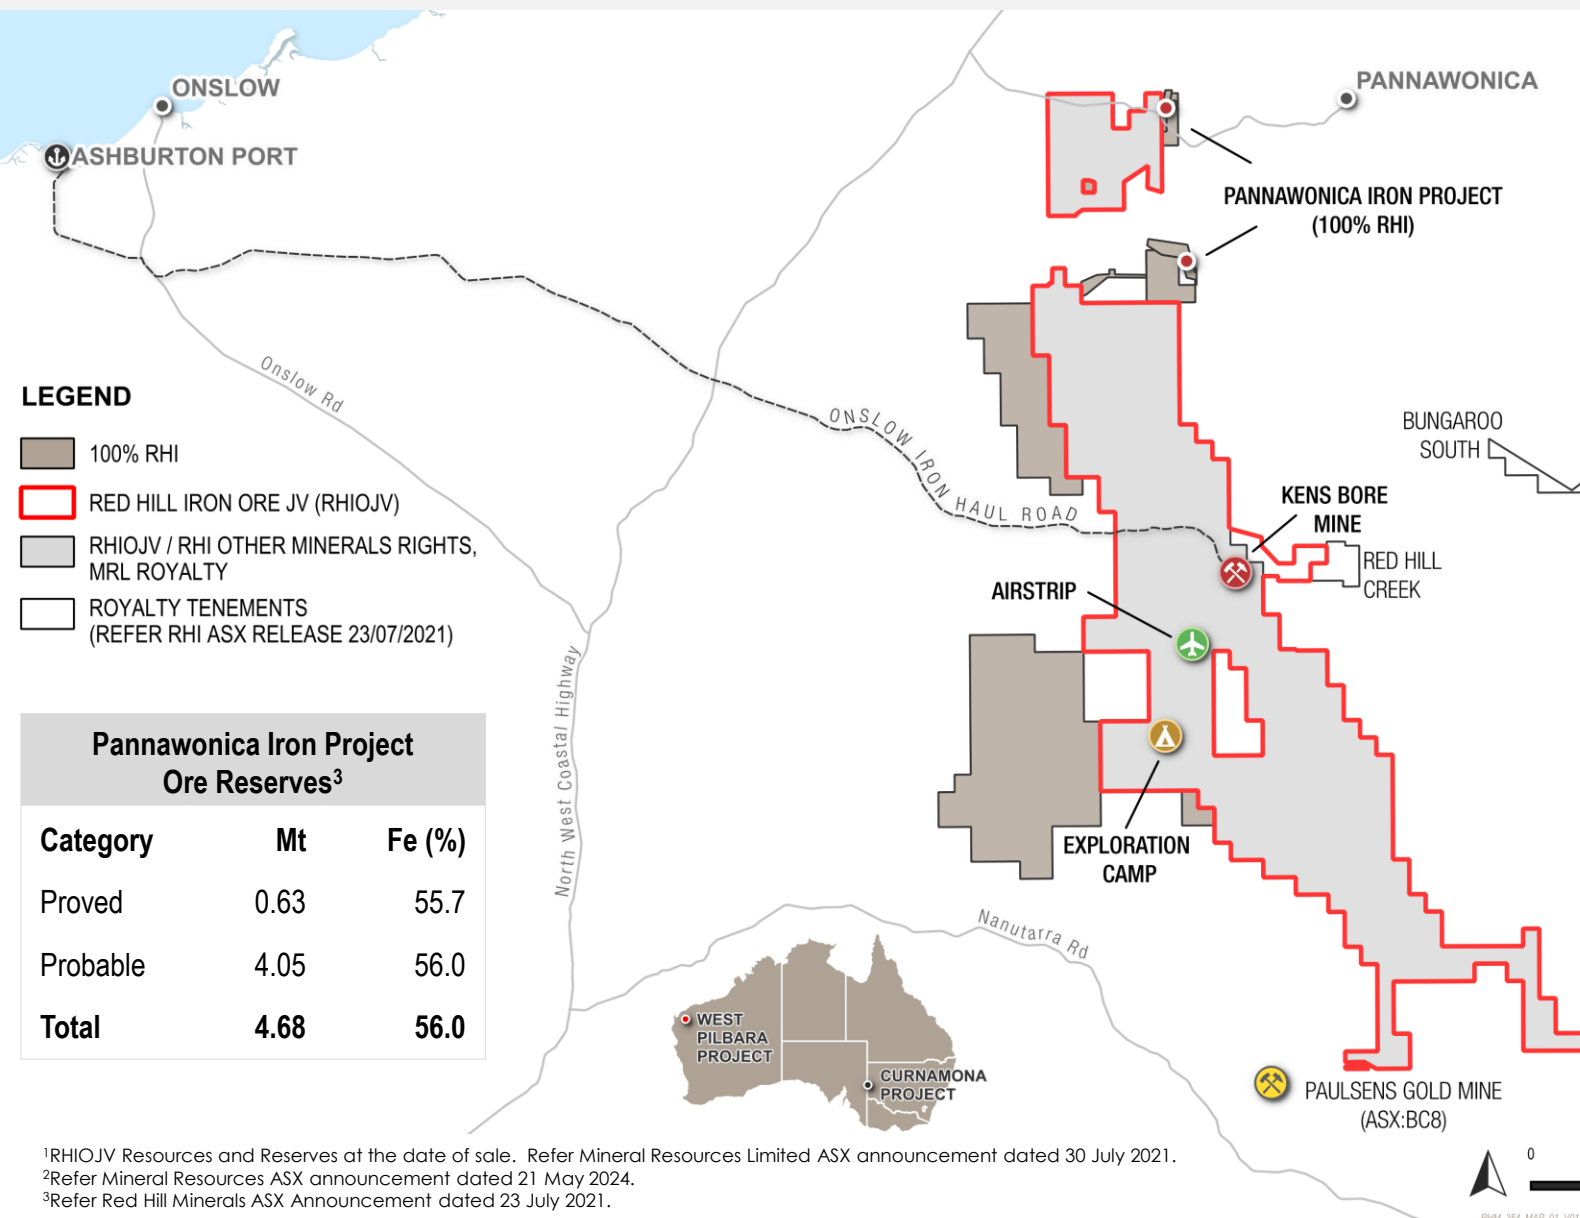 ONSLOW
ASHBURTON PORT
PANNAWONICA
PANNAWONICA IRON PROJECT
(100% RHI)
Onslow Rd
ONSLOW IRON HAUL ROAD
BUNGAROO
SOUTH
KENS BORE
MINE
RED HILL
CREEK
AIRSTRIP
EXPLORATION
CAMP
North West Coastal Highway
Nanutarra Rd
LEGEND
100% RHI
RED HILL IRON ORE JV (RHIOJV)
RHIOJV / RHI OTHER MINERALS RIGHTS,
MRL ROYALTY
ROYALTY TENEMENTS
(REFER RHI ASX RELEASE 23/07/2021)
Pannawonica Iron Project
Ore Reserves³
Category Mt Fe (%)
Proved 0.63 55.7
Probable 4.05 56.0
Total 4.68 56.0
WEST
PILBARA
PROJECT
CURNAMONA
PROJECT
PAULSENS GOLD MINE
(ASX:BC8)
0
¹RHIOJV Resources and Reserves at the date of sale. Refer Mineral Resources Limited ASX announcement dated 30 July 2021.
²Refer Mineral Resources ASX announcement dated 21 May 2024.
³Refer Red Hill Minerals ASX Announcement dated 23 July 2021.